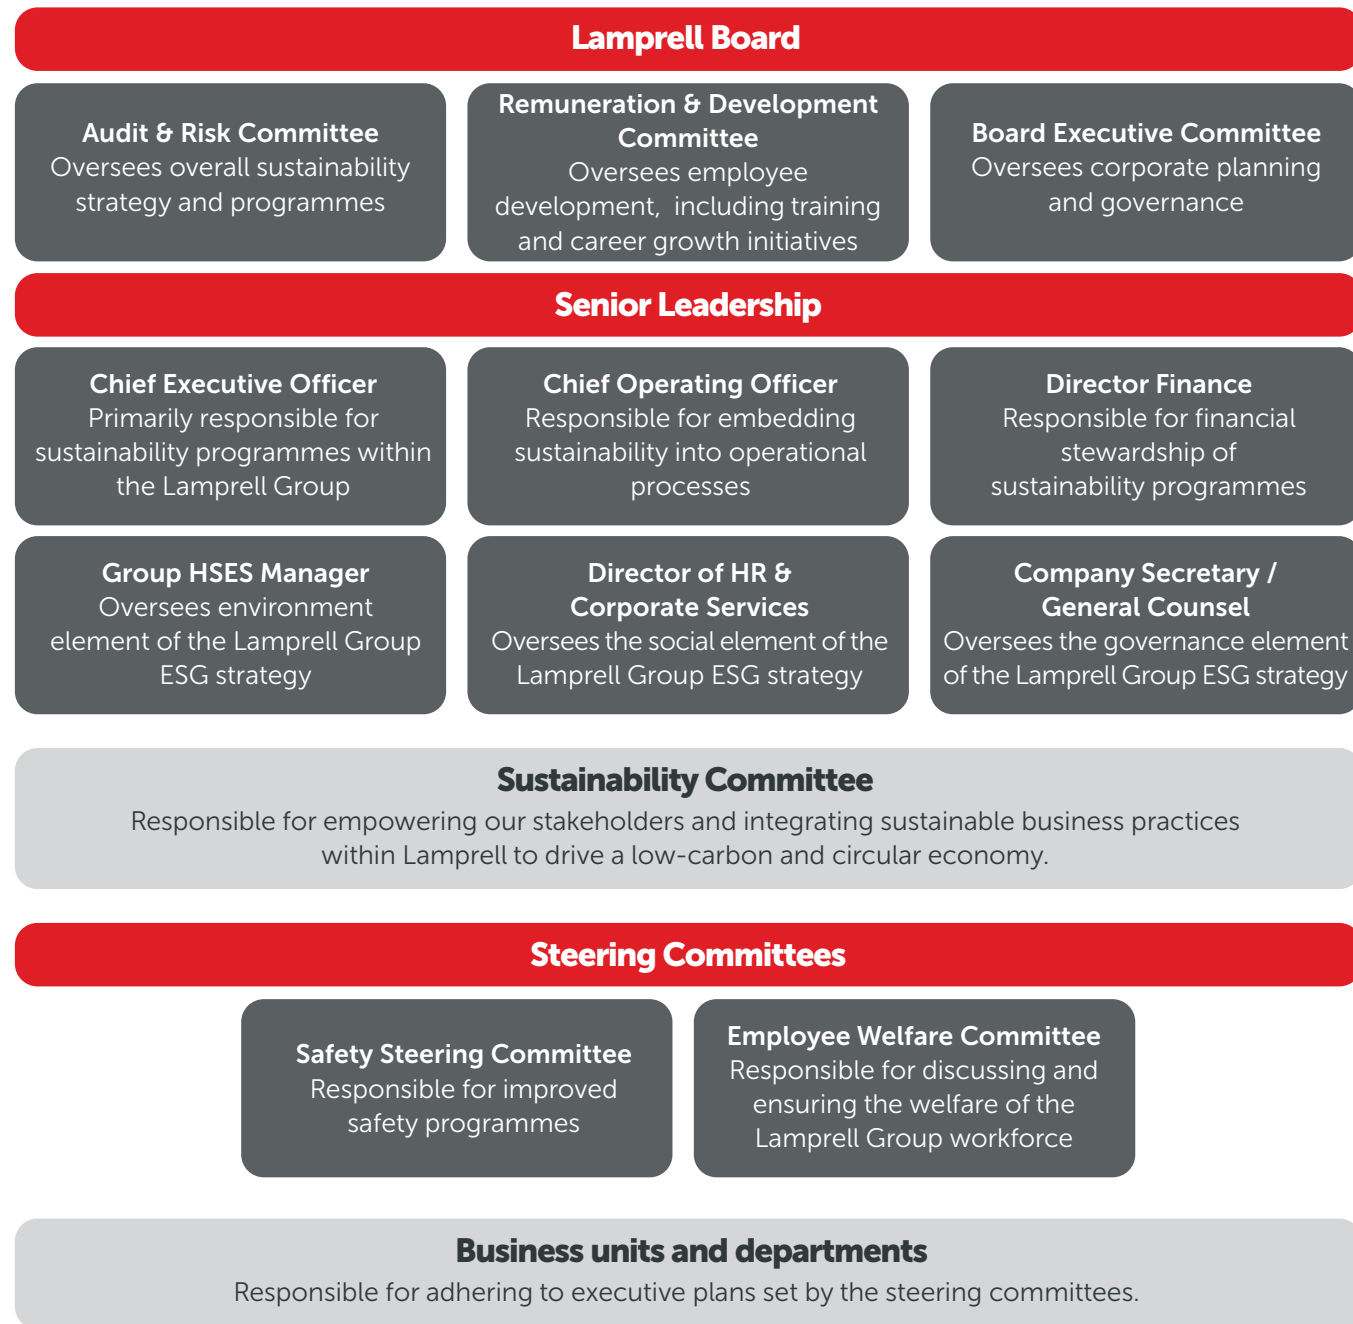 Lamprell Board
Audit & Risk Committee
Oversees overall sustainability
strategy and programmes
Remuneration & Development
Committee
Oversees employee
development, including training
and career growth initiatives
Board Executive Committee
Oversees corporate planning
and governance
Senior Leadership
Chief Executive Officer
Primarily responsible for
sustainability programmes within
the Lamprell Group
Chief Operating Officer
Responsible for embedding
sustainability into operational
processes
Director Finance
Responsible for financial
stewardship of
sustainability programmes
Group HSES Manager
Oversees environment
element of the Lamprell Group
ESG strategy
Director of HR &
Corporate Services
Oversees the social element of the
Lamprell Group ESG strategy
Company Secretary /
General Counsel
Oversees the governance element
of the Lamprell Group ESG strategy
Sustainability Committee
Responsible for empowering our stakeholders and integrating sustainable business practices
within Lamprell to drive a low-carbon and circular economy.
Steering Committees
Safety Steering Committee
Responsible for improved
safety programmes
Employee Welfare Committee
Responsible for discussing and
ensuring the welfare of the
Lamprell Group workforce
Business units and departments
Responsible for adhering to executive plans set by the steering committees.